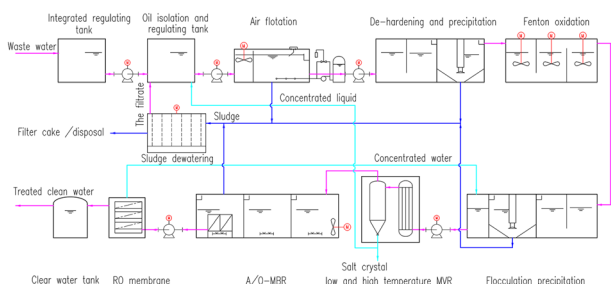 Integrated regulating
tank
Oil isolation and
regulating tank
Air flotation
De-hardening and precipitation
Fenton oxidation
Waste water
The filtrate
Concentrated liquid
Sludge
Filter cake /disposal
Sludge dewatering
Concentrated water
Treated clean water
Salt crystal
Clear water tank
RO membrane
A/O-MBR
low and high temperature MVR
Flocculation precipitation